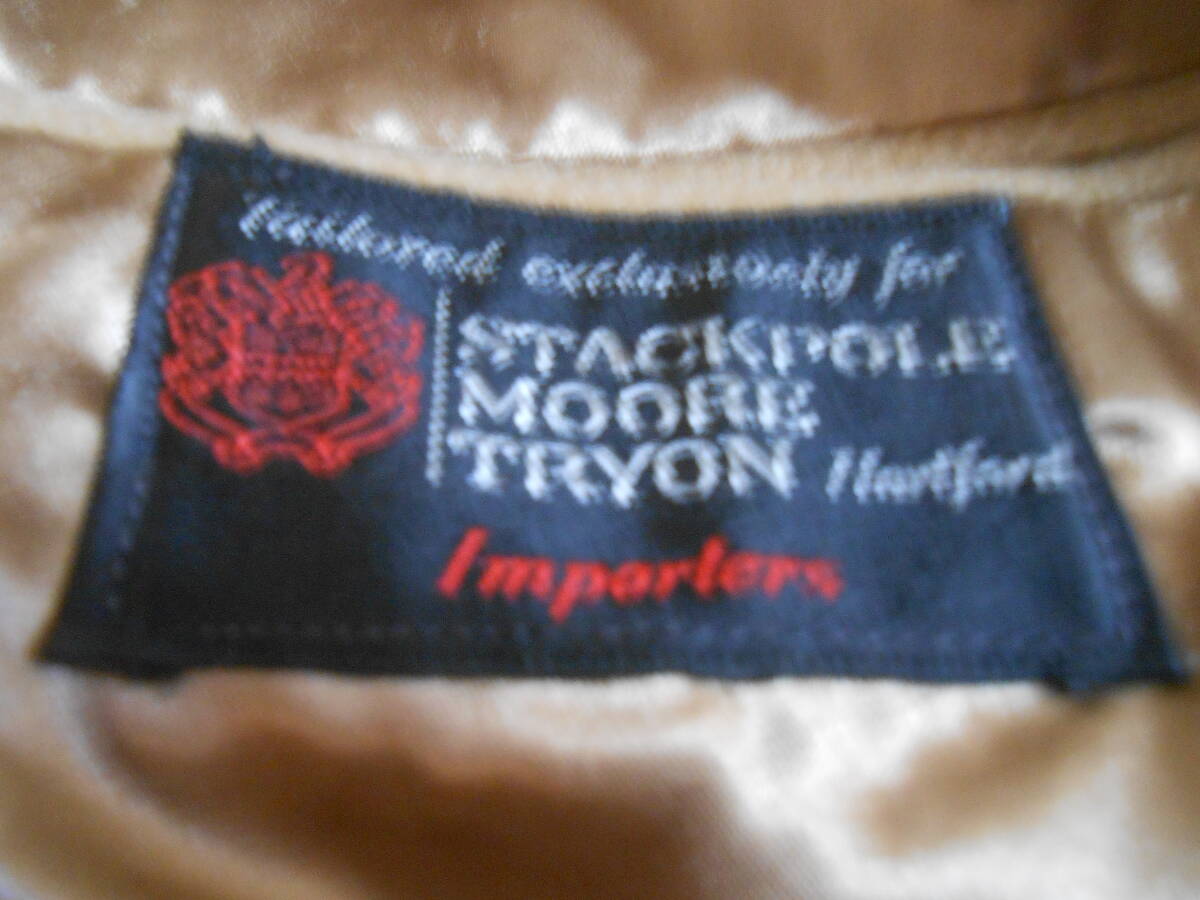 Tailored exclusively for
STACKPOLE
MOORE
TRYON Hartford
Importers